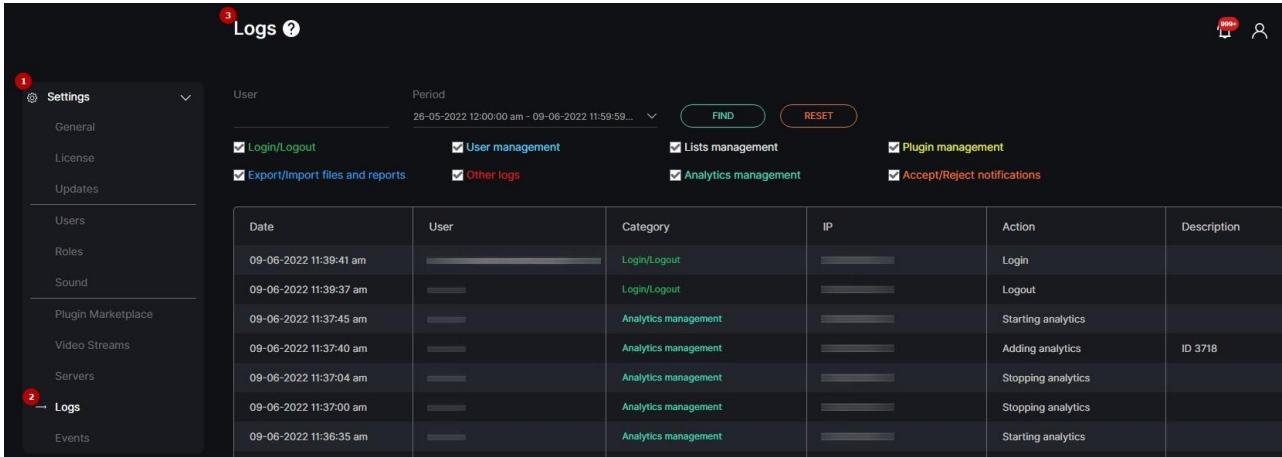 3
Logs ?
999+
1
Settings
General
License
Updates
Users
Roles
Sound
Plugin Marketplace
Video Streams
Servers
2
Logs
Events
User
Period
26-05-2022 12:00:00 am - 09-06-2022 11:59:59...
FIND
RESET
Login/Logout
User management
Lists management
Plugin management
Export/Import files and reports
Other logs
Analytics management
Accept/Reject notifications
Date User Category IP Action Description
09-06-2022 11:39:41 am Login/Logout Login
09-06-2022 11:39:37 am Login/Logout Logout
09-06-2022 11:37:45 am Analytics management Starting analytics
09-06-2022 11:37:40 am Analytics management Adding analytics ID 3718
09-06-2022 11:37:04 am Analytics management Stopping analytics
09-06-2022 11:37:00 am Analytics management Stopping analytics
09-06-2022 11:36:35 am Analytics management Starting analytics